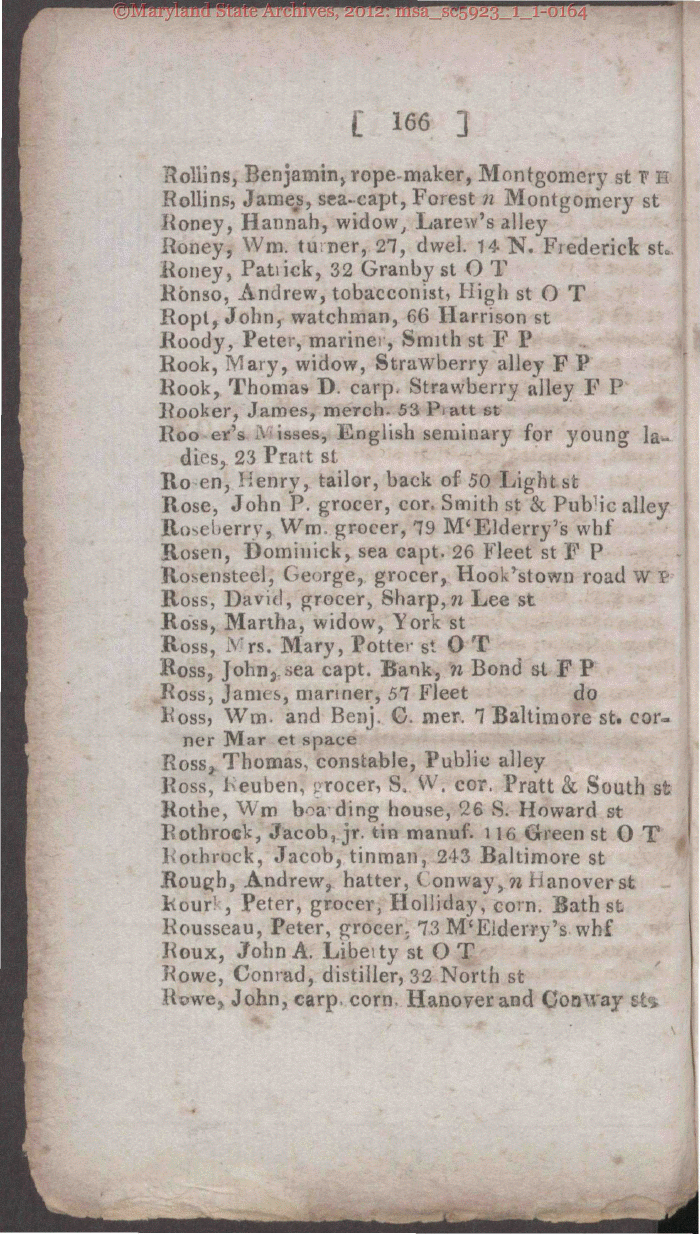 ©Maryland State Archives, 2012: msa_sc5923_1_1-0164
[ 166 ]
Rollins, Benjamin, rope-maker, Montgomery st F H
Rollins, James, sea-capt, Forest n Montgomery st
Roney, Hannah, widow, Larew's alley
Roney, Wm. turner, 27, dwel. 14 N. Frederick st.
Roney, Patrick, 32 Granby st O T
Ronso, Andrew, tobacconist, High st O T
Ropt, John, watchman, 66 Harrison st
Roody, Peter, mariner, Smith st F P
Rook, Mary, widow, Strawberry alley F P
Rook, Thomas D. carp. Strawberry alley F P
Rooker, James, merch. 53 Pratt st
Roo er's Misses, English seminary for young la-
dies, 23 Pratt st
Ro en, Henry, tailor, back of 50 Light st
Rose, John P. grocer, cor. Smith st & Public alley
Roseberry, Wm. grocer, 79 M'Elderry's whf
Rosen, Dominick, sea capt. 26 Fleet st F P
Rosensteel, George, grocer, Hook'stown road W P
Ross, David, grocer, Sharp, n Lee st
Ross, Martha, widow, York st
Ross, Mrs. Mary, Potter st O T
Ross, John, sea capt. Bank, n Bond st F P
Ross, James, mariner, 57 Fleet do
Ross, Wm. and Benj. C. mer. 7 Baltimore st. cor-
ner Mar et space
Ross, Thomas, constable, Public alley
Ross, Reuben, grocer, S. W. cor. Pratt & South st
Rothe, Wm boarding house, 26 S. Howard st
Rothrock, Jacob, jr. tin manuf. 116 Green st O T
Rothrock, Jacob, tinman, 243 Baltimore st
Rough, Andrew, hatter, Conway, n Hanover st
Rourk, Peter, grocer, Holliday, corn. Bath st
Rousseau, Peter, grocer, 73 M'Elderry's whf
Roux, John A. Liberty st O T
Rowe, Conrad, distiller, 32 North st
Rowe, John, carp. corn. Hanover and Conway sts